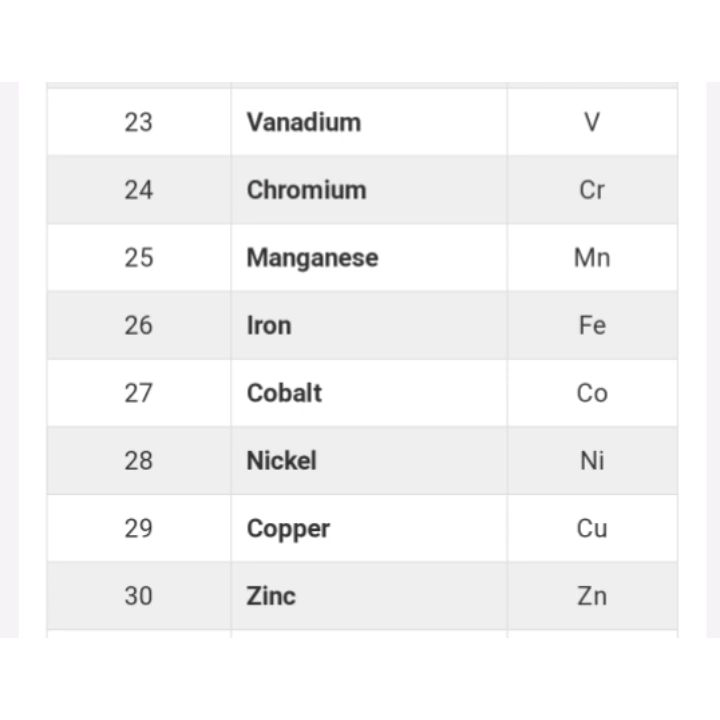 23 Vanadium V
24 Chromium Cr
25 Manganese Mn
26 Iron Fe
27 Cobalt Co
28 Nickel Ni
29 Copper Cu
30 Zinc Zn